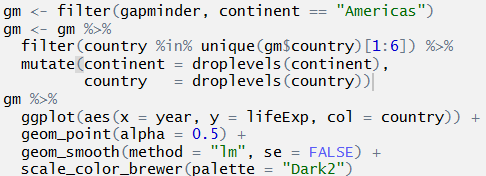 gm <- filter(gapminder, continent == "Americas")
gm <- gm %>%
  filter(country %in% unique(gm$country)[1:6]) %>%
  mutate(continent = droplevels(continent),
         country   = droplevels(country))
gm %>%
  ggplot(aes(x = year, y = lifeExp, col = country)) +
  geom_point(alpha = 0.5) +
  geom_smooth(method = "lm", se = FALSE) +
  scale_color_brewer(palette = "Dark2")